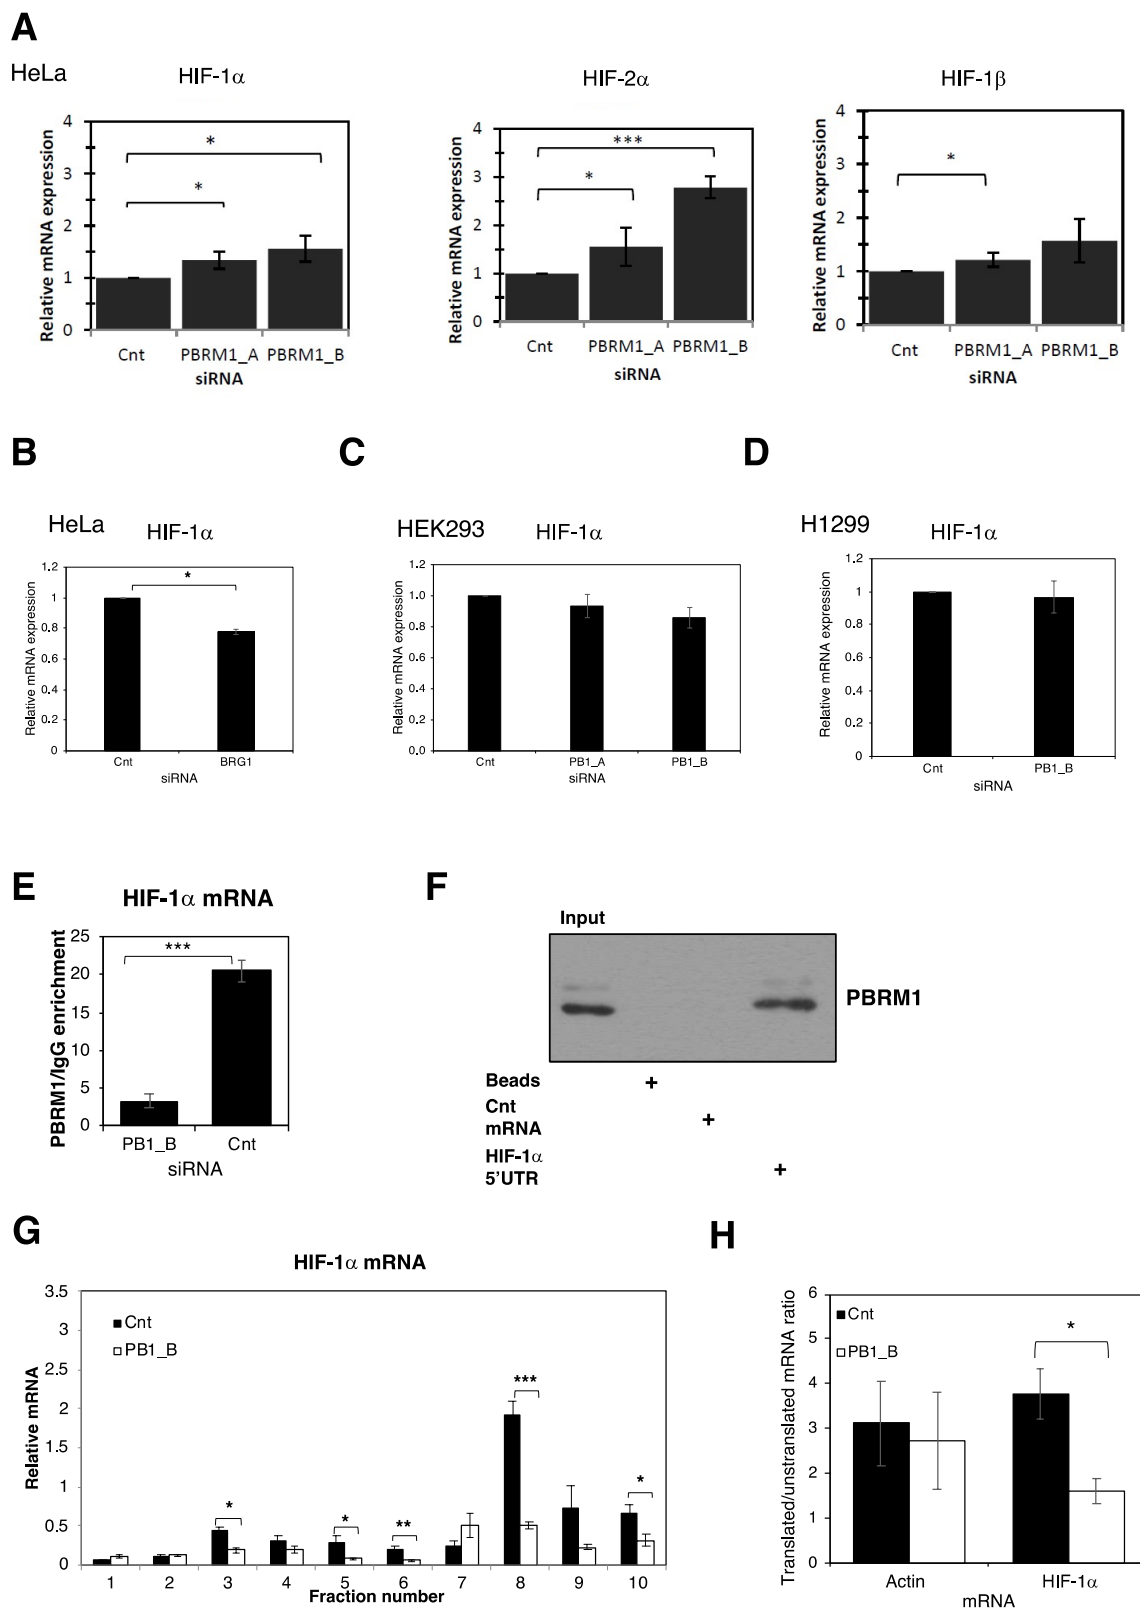 A
HeLa
HIF-1α
HIF-2α
HIF-1β
Relative mRNA expression
4
3
2
1
0
*
*
Cnt PBRM1_A PBRM1_B
siRNA
Relative mRNA expression
4
3
2
1
0
***
*
Cnt PBRM1_A PBRM1_B
siRNA
Relative mRNA expression
4
3
2
1
0
*
Cnt PBRM1_A PBRM1_B
siRNA
B
HeLa HIF-1α
Relative mRNA expression
1.2
1
0.8
0.6
0.4
0.2
0
*
Cnt BRG1
siRNA
C
HEK293 HIF-1α
Relative mRNA expression
1.2
1.0
0.8
0.6
0.4
0.2
0.0
Cnt PB1_A PB1_B
siRNA
D
H1299 HIF-1α
Relative mRNA expression
1.2
1
0.8
0.6
0.4
0.2
0
Cnt PB1_B
siRNA
E
HIF-1α mRNA
PBRM1/IgG enrichment
25
20
15
10
5
0
***
PB1_B Cnt
siRNA
F
Input
PBRM1
Beads +
Cnt
mRNA +
HIF-1α
5'UTR +
G
HIF-1α mRNA
Relative mRNA
3.5
3
2.5
2
1.5
1
0.5
0
Cnt
PB1_B
*
*
**
***
*
1 2 3 4 5 6 7 8 9 10
Fraction number
H
Translated/unstranslated mRNA ratio
6
5
4
3
2
1
0
Cnt
PB1_B
*
Actin HIF-1α
mRNA